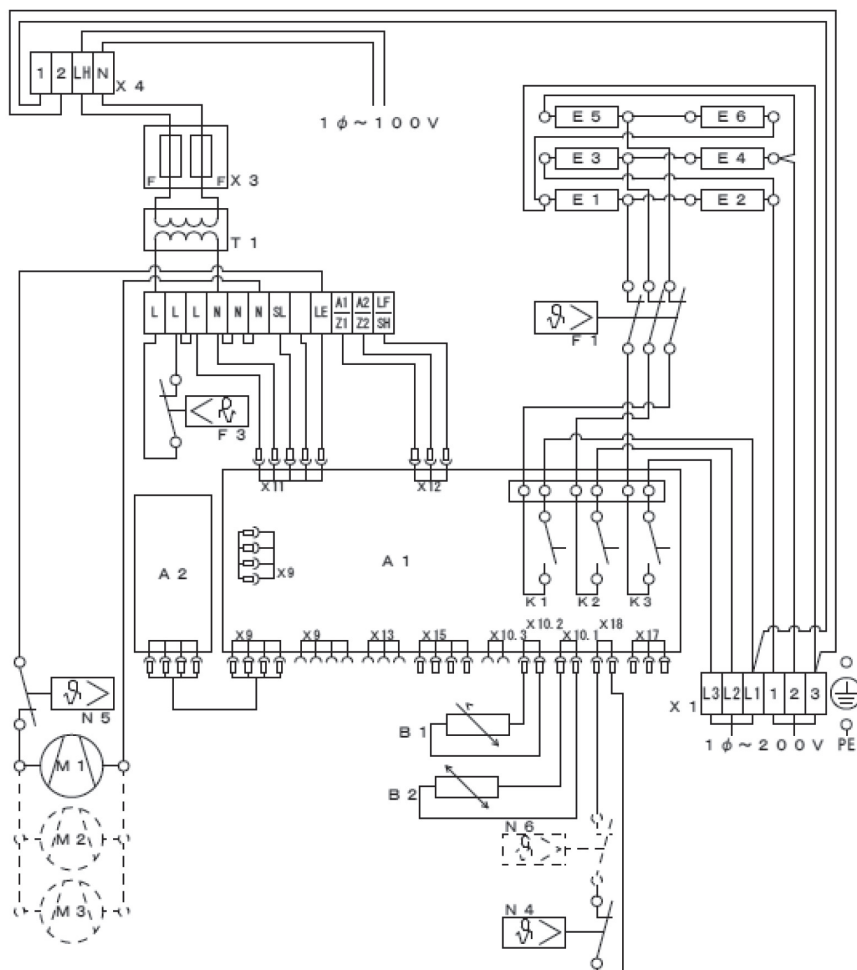 1 2 LH N
X 4
1 ϕ ~ 1 0 0 V
E 5 E 6
F F X 3
E 3 E 4
E 1 E 2
T 1
L L L N N N SL LE A1/Z1 A2/Z2 LF/SH
F 1
F 3
X11 X12
A 2
A 1
X9
K1 K2 K3
X9 X9 X13 X15 X10.3 X10.2 X10.1 X18 X17
L3 L2 L1 1 2 3
X 1
N 5
B 1
1 ϕ ~ 2 0 0 V PE
M 1
B 2
N 6
M 2
M 3
N 4